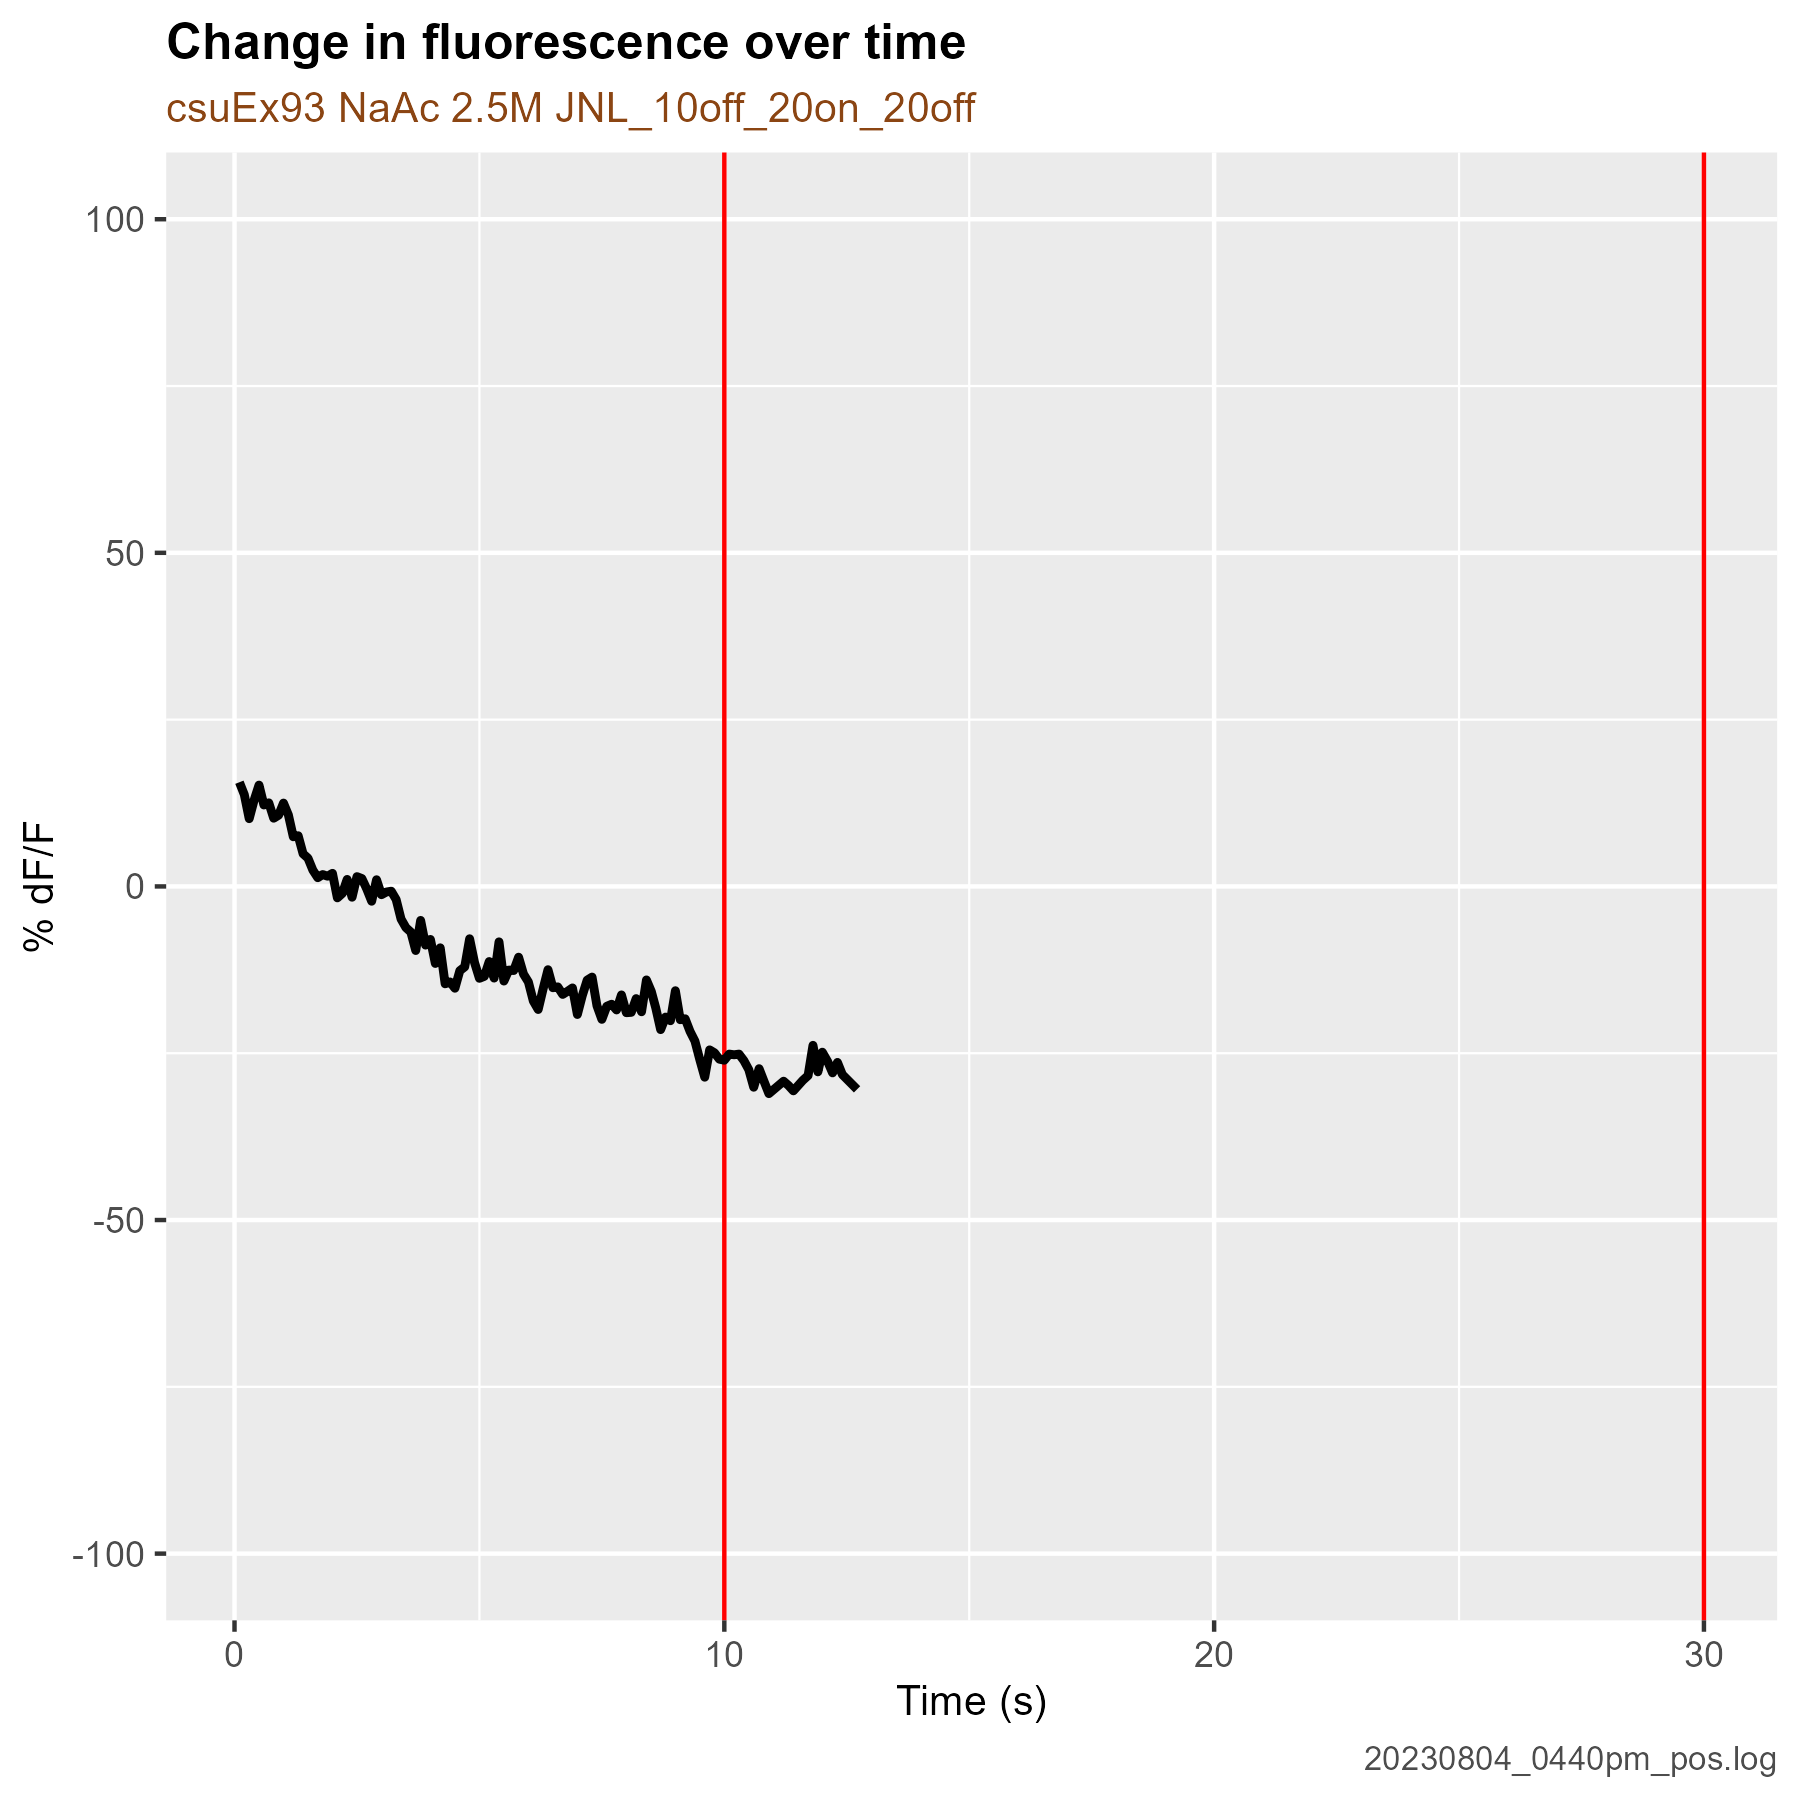 Change in fluorescence over time
csuEx93 NaAc 2.5M JNL_10off_20on_20off
100
50
0
-50
-100
% dF/F
0 10 20 30
Time (s)
20230804_0440pm_pos.log